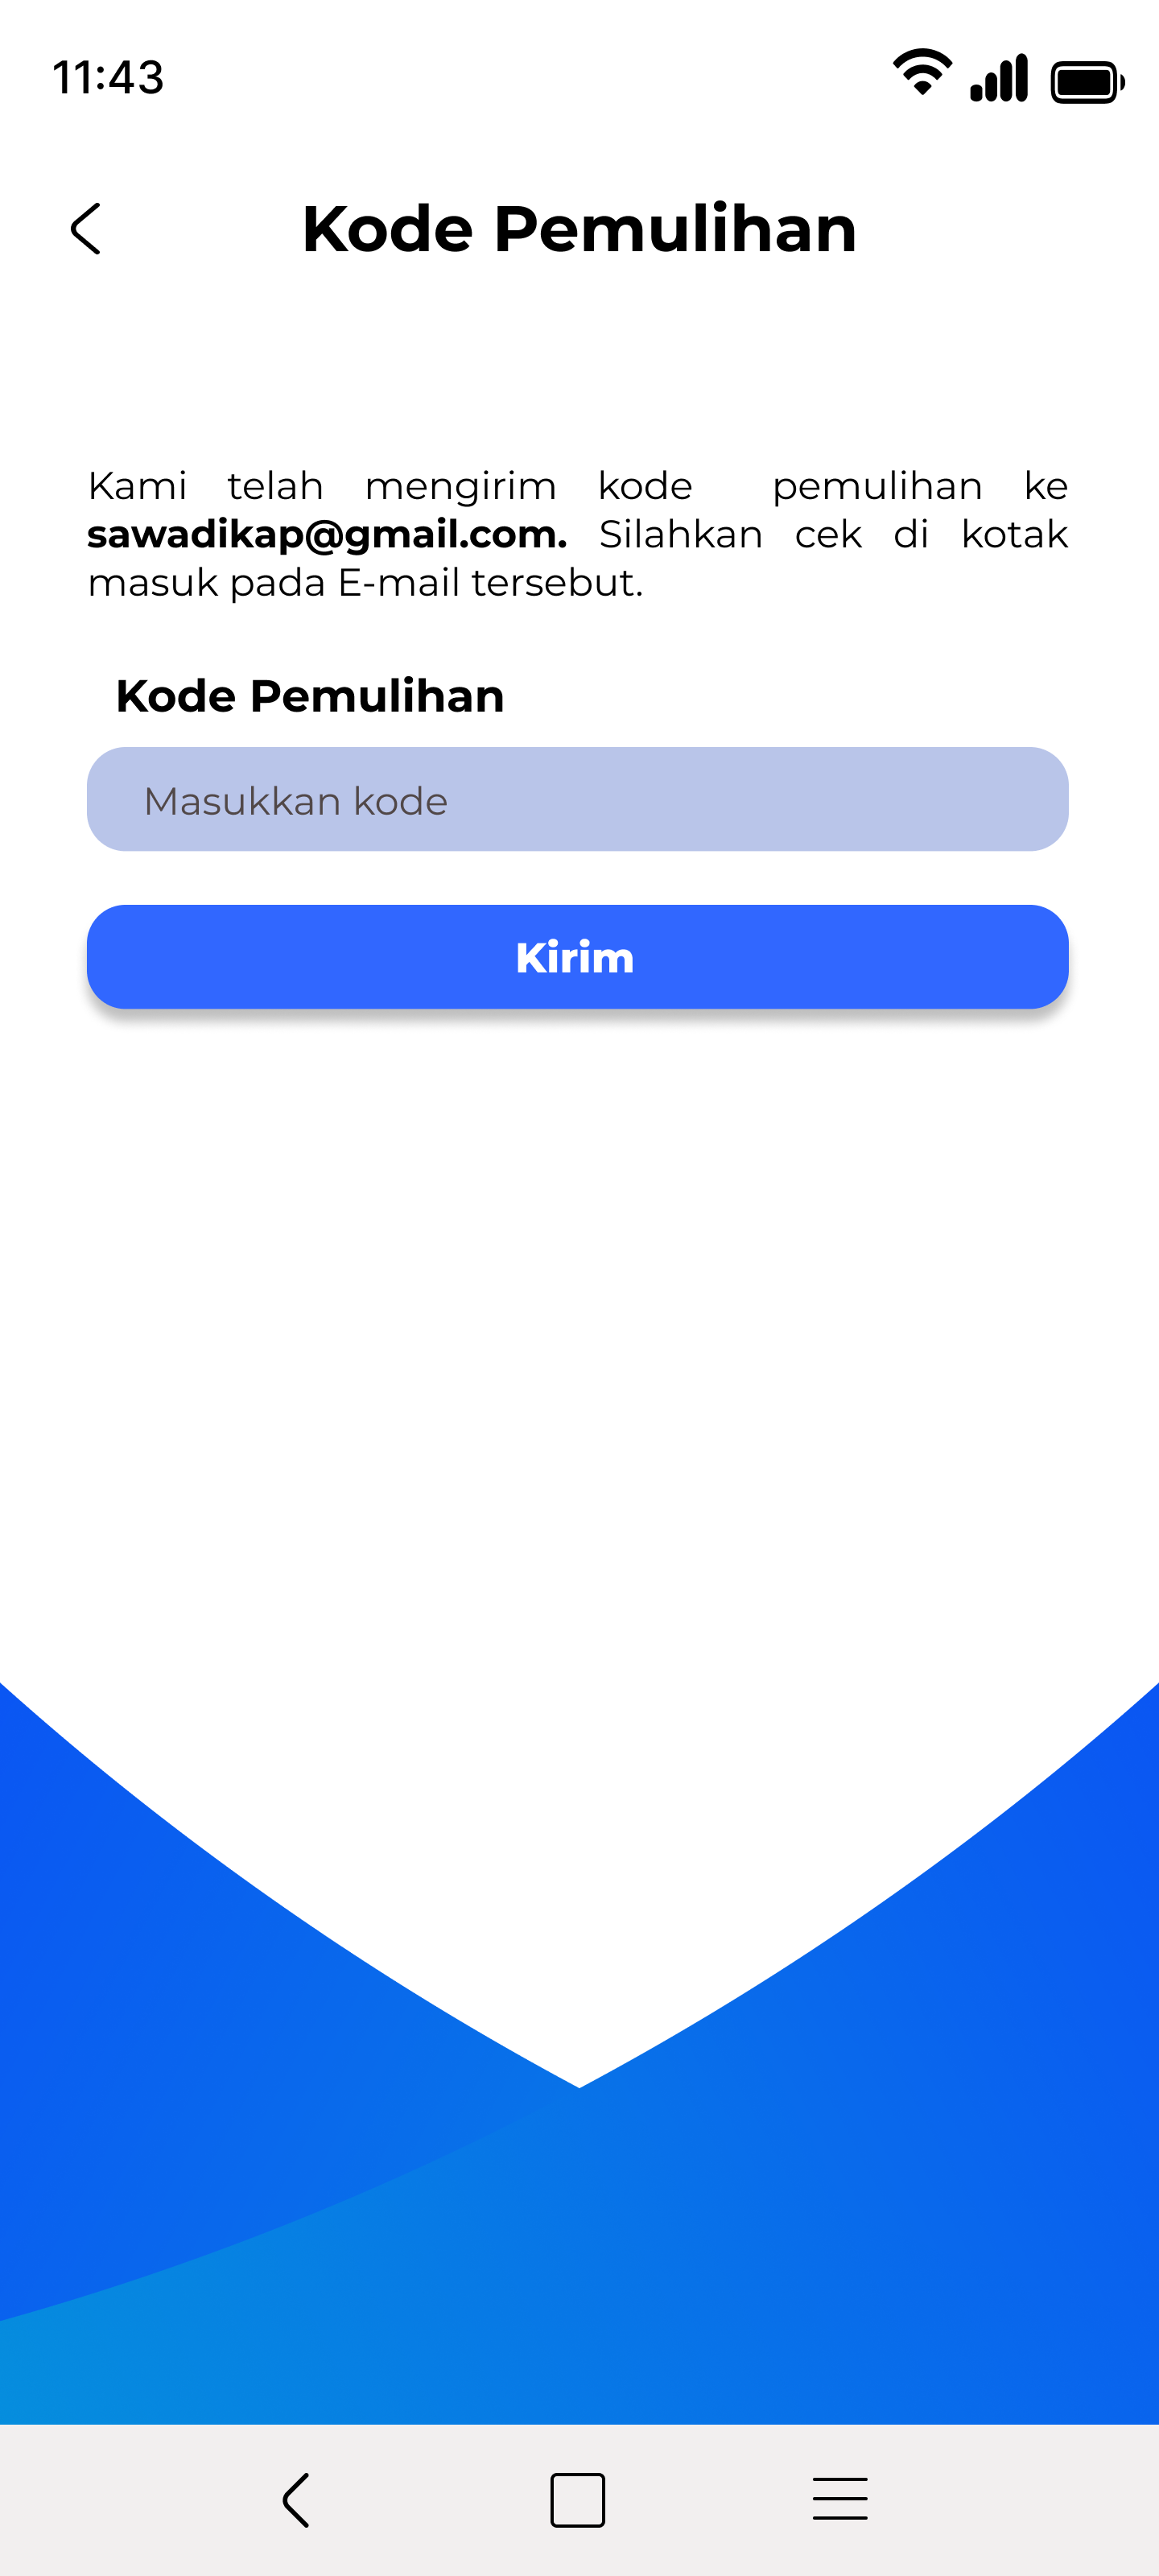 11:43
Kode Pemulihan
Kami telah mengirim kode pemulihan ke
sawadikap@gmail.com. Silahkan cek di kotak
masuk pada E-mail tersebut.
Kode Pemulihan
Masukkan kode
Kirim